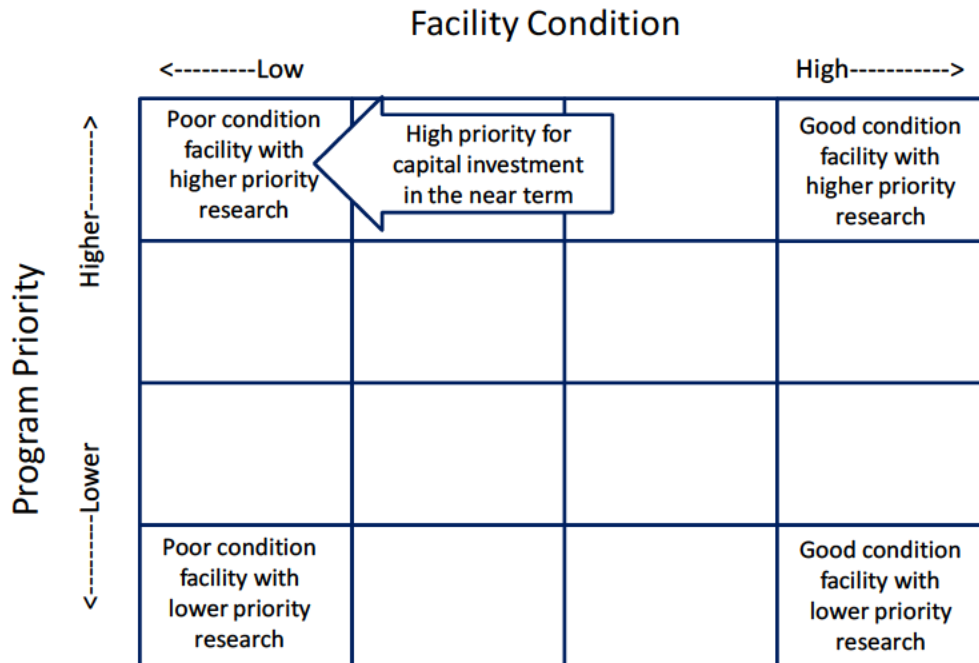 Facility Condition
<---------Low
High----------->
Program Priority
<---------Lower
Higher--------->
Poor condition
facility with
higher priority
research
High priority for
capital investment
in the near term
Good condition
facility with
higher priority
research
Poor condition
facility with
lower priority
research
Good condition
facility with
lower priority
research